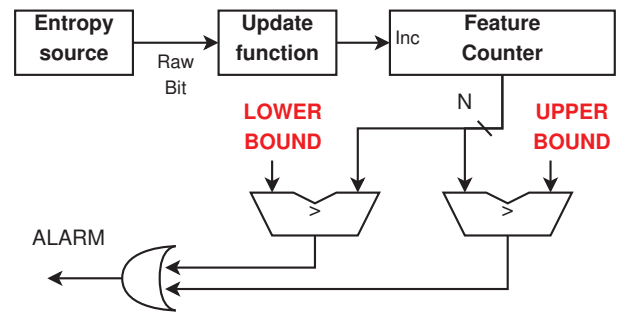 Entropy
source
Raw
Bit
Update
function
Inc
Feature
Counter
N
LOWER
BOUND
UPPER
BOUND
>
>
ALARM